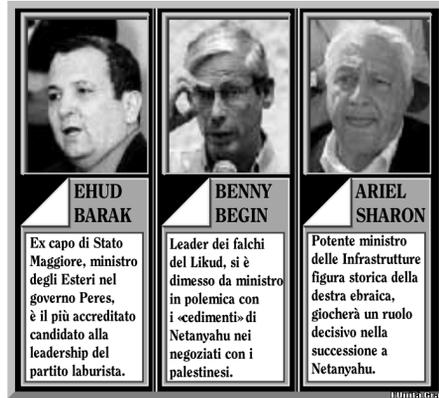 EHUD
BARAK
Ex capo di Stato
Maggiore, ministro
degli Esteri nel
governo Peres,
è il più accreditato
candidato alla
leadership del
partito laburista.
BENNY
BEGIN
Leader dei falchi
del Likud, si è
dimesso da ministro
in polemica con
i «cedimenti» di
Netanyahu nei
negoziati con i
palestinesi.
ARIEL
SHARON
Potente ministro
delle Infrastrutture
figura storica della
destra ebraica,
giocherà un ruolo
decisivo nella
successione a
Netanyahu.